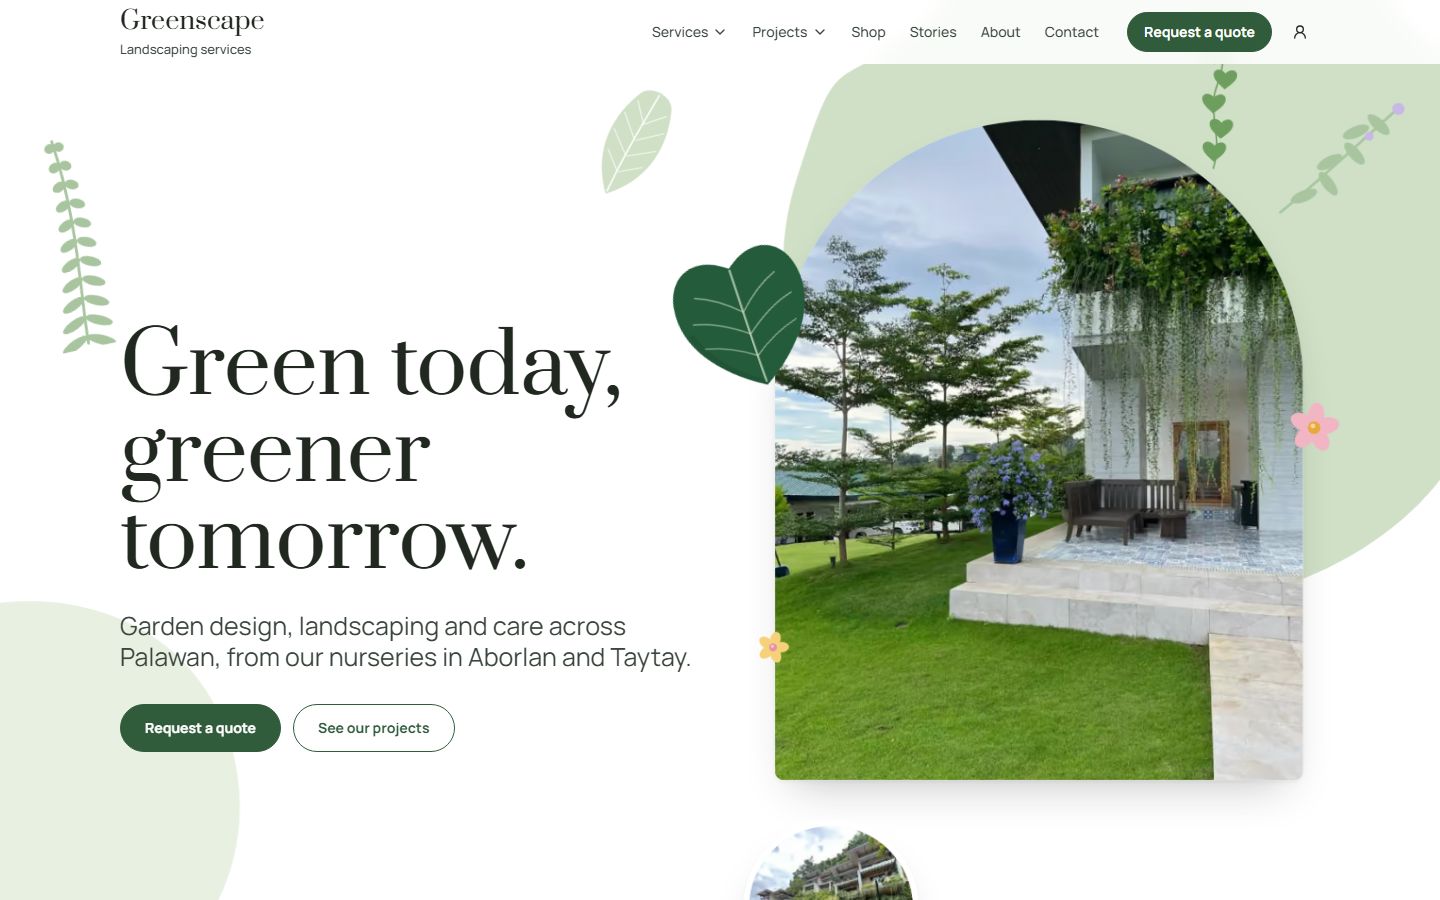 Greenscape
Landscaping services
Services
Projects
Shop
Stories
About
Contact
Request a quote
Green today,
greener
tomorrow.
Garden design, landscaping and care across
Palawan, from our nurseries in Aborlan and Taytay.
Request a quote
See our projects